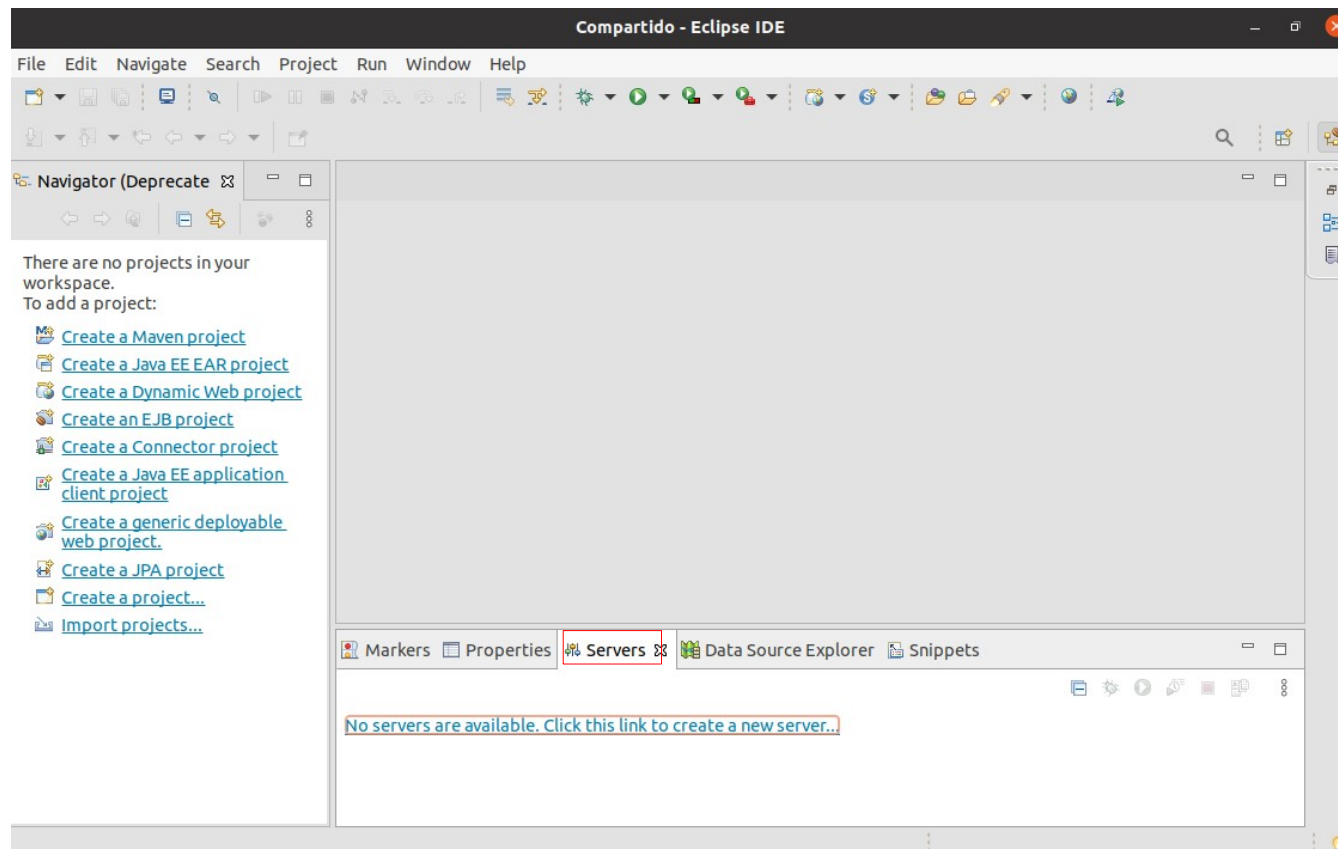 Compartido - Eclipse IDE
File Edit Navigate Search Project Run Window Help
Navigator (Deprecate
There are no projects in your
workspace.
To add a project:
Create a Maven project
Create a Java EE EAR project
Create a Dynamic Web project
Create an EJB project
Create a Connector project
Create a Java EE application
client project
Create a generic deployable
web project.
Create a JPA project
Create a project...
Import projects...
Markers Properties Servers Data Source Explorer Snippets
No servers are available. Click this link to create a new server...